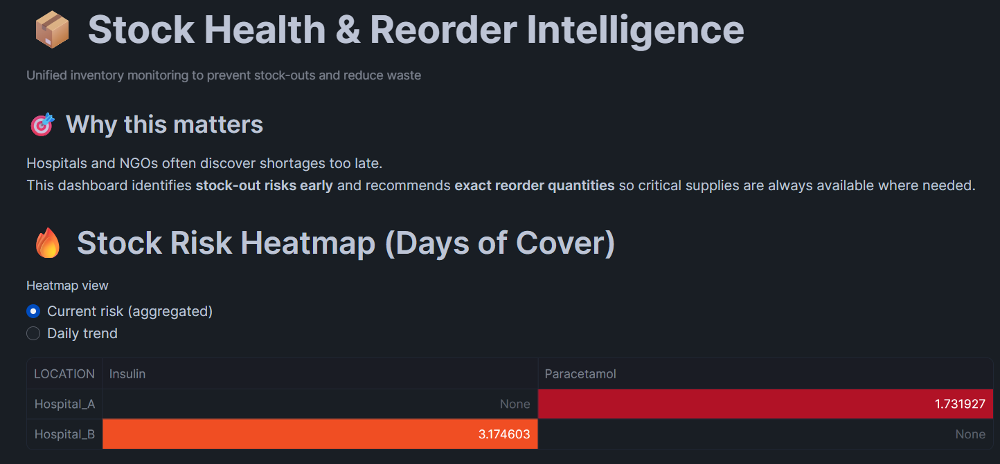 Stock Health & Reorder Intelligence
Unified inventory monitoring to prevent stock-outs and reduce waste
Why this matters
Hospitals and NGOs often discover shortages too late.
This dashboard identifies stock-out risks early and recommends exact reorder quantities so critical supplies are always available where needed.
Stock Risk Heatmap (Days of Cover)
Heatmap view
Current risk (aggregated)
Daily trend
LOCATION Insulin Paracetamol
Hospital_A None 1.731927
Hospital_B 3.174603 None